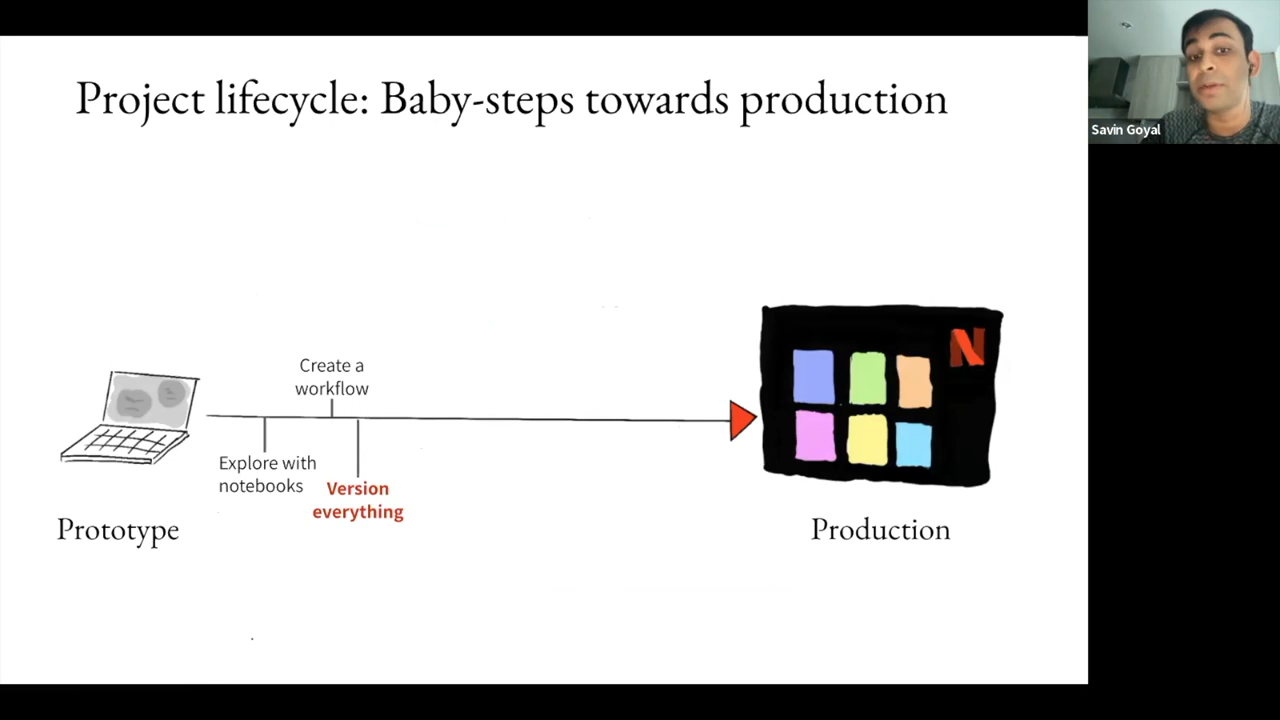 Project lifecycle: Baby-steps towards production
Savin Goyal
Create a
workflow
N
Explore with
notebooks
Version
everything
Prototype
Production